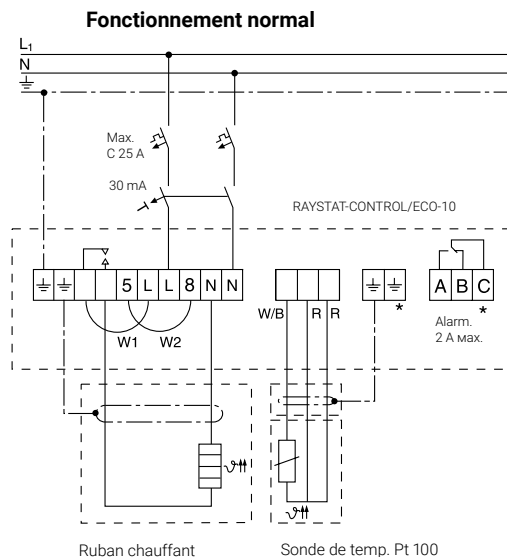 Fonctionnement normal
L1
N
Max.
C 25 A
30 mA
RAYSTAT-CONTROL/ECO-10
5 L L 8 N N
A B C
W/B R R
*
*
W1 W2
Alarm.
2 A мax.
ϑ
ϑ
Ruban chauffant
Sonde de temp. Pt 100